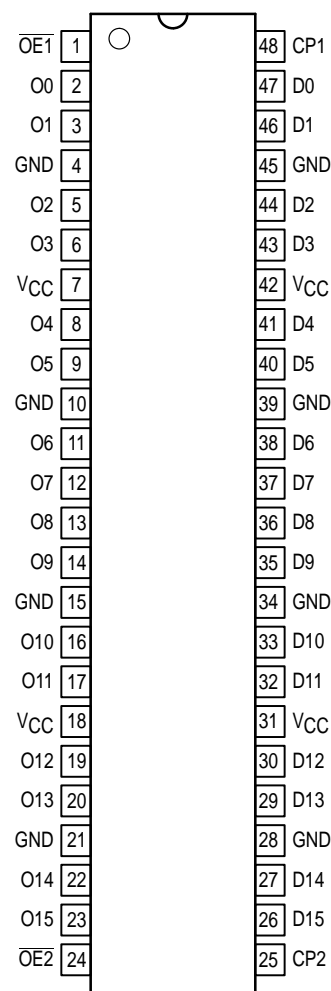 O̅E̅1̅ 1 48 CP1
O0 2 47 D0
O1 3 46 D1
GND 4 45 GND
O2 5 44 D2
O3 6 43 D3
VCC 7 42 VCC
O4 8 41 D4
O5 9 40 D5
GND 10 39 GND
O6 11 38 D6
O7 12 37 D7
O8 13 36 D8
O9 14 35 D9
GND 15 34 GND
O10 16 33 D10
O11 17 32 D11
VCC 18 31 VCC
O12 19 30 D12
O13 20 29 D13
GND 21 28 GND
O14 22 27 D14
O15 23 26 D15
O̅E̅2̅ 24 25 CP2